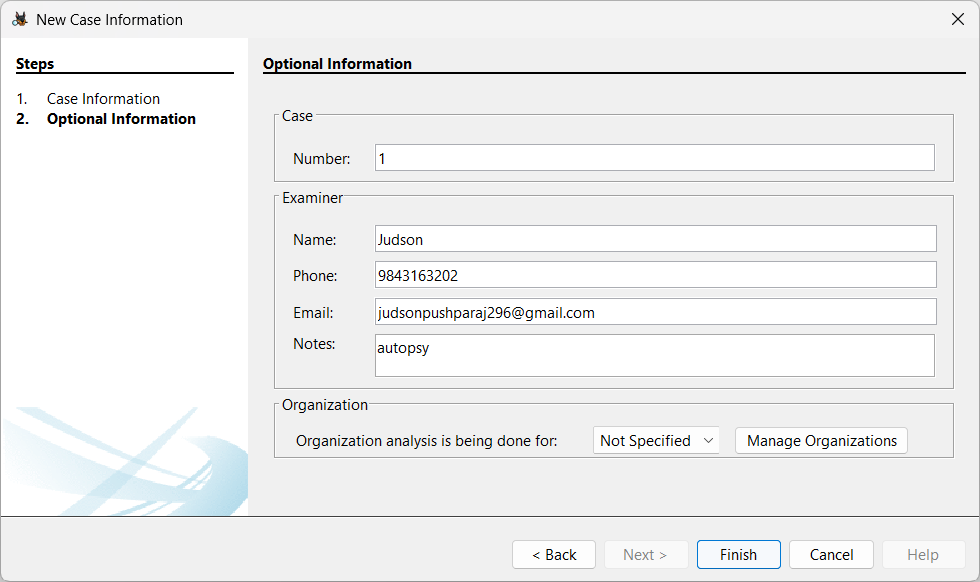 New Case Information
Steps
1. Case Information
2. Optional Information
Optional Information
Case
Number: 1
Examiner
Name: Judson
Phone: 9843163202
Email: judsonpushparaj296@gmail.com
Notes: autopsy
Organization
Organization analysis is being done for: Not Specified Manage Organizations
< Back Next > Finish Cancel Help